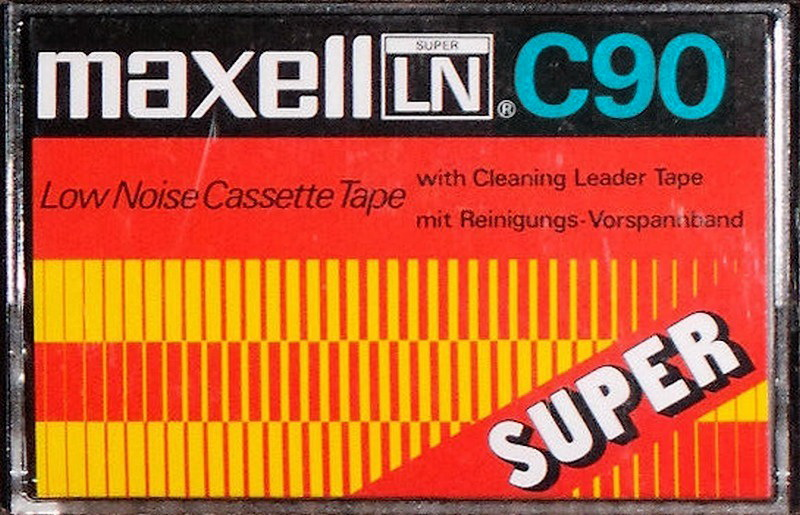 maxell SUPER LN® C90
Low Noise Cassette Tape
with Cleaning Leader Tape
mit Reinigungs-Vorspannband
SUPER